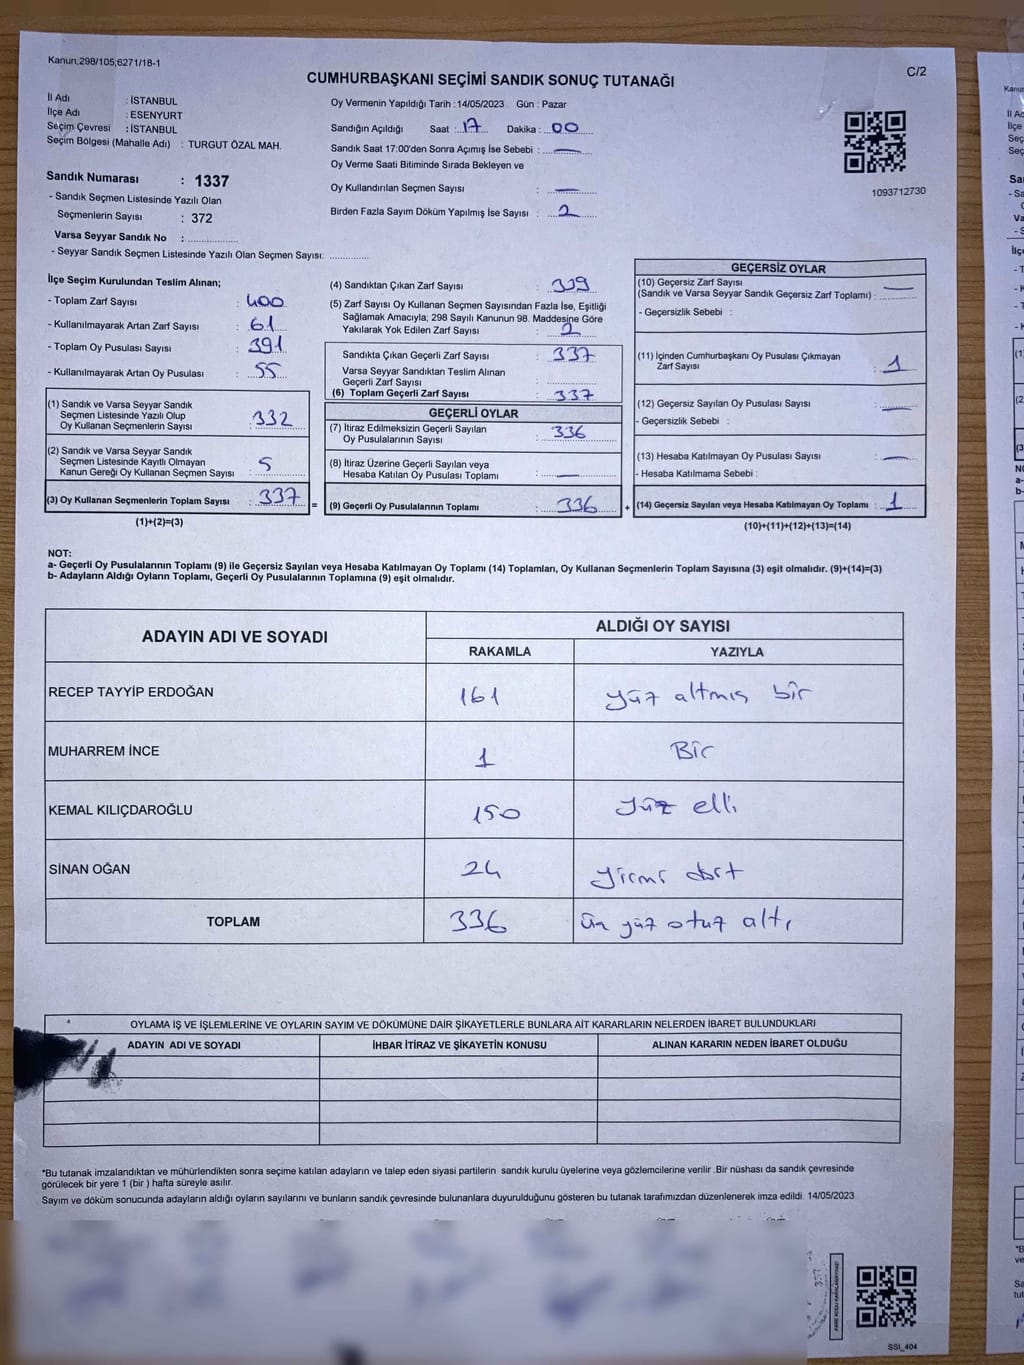 Kanun;298/105;6271/18-1
C/2
CUMHURBAŞKANI SEÇİMİ SANDIK SONUÇ TUTANAĞI
İl Adı : İSTANBUL
İlçe Adı : ESENYURT
Seçim Çevresi : İSTANBUL
Seçim Bölgesi (Mahalle Adı) : TURGUT ÖZAL MAH.
Sandık Numarası : 1337
- Sandık Seçmen Listesinde Yazılı Olan
Seçmenlerin Sayısı : 372
Varsa Seyyar Sandık No :
- Seyyar Sandık Seçmen Listesinde Yazılı Olan Seçmen Sayısı:
Oy Vermenin Yapıldığı Tarih : 14/05/2023 Gün : Pazar
Sandığın Açıldığı Saat : 17 Dakika : 00
Sandık Saat 17:00'den Sonra Açımış İse Sebebi : —
Oy Verme Saati Bitiminde Sırada Bekleyen ve
Oy Kullandırılan Seçmen Sayısı : —
Birden Fazla Sayım Döküm Yapılmış İse Sayısı : 2
1093712730
İlçe Seçim Kurulundan Teslim Alınan;
- Toplam Zarf Sayısı : 400
- Kullanılmayarak Artan Zarf Sayısı : 61
- Toplam Oy Pusulası Sayısı : 391
- Kullanılmayarak Artan Oy Pusulası : 55
(1) Sandık ve Varsa Seyyar Sandık
Seçmen Listesinde Yazılı Olup
Oy Kullanan Seçmenlerin Sayısı : 332
(2) Sandık ve Varsa Seyyar Sandık
Seçmen Listesinde Kayıtlı Olmayan
Kanun Gereği Oy Kullanan Seçmen Sayısı : 5
(3) Oy Kullanan Seçmenlerin Toplam Sayısı : 337 =
(1)+(2)=(3)
(4) Sandıktan Çıkan Zarf Sayısı : 339
(5) Zarf Sayısı Oy Kullanan Seçmen Sayısından Fazla İse, Eşitliği
Sağlamak Amacıyla; 298 Sayılı Kanunun 98. Maddesine Göre
Yakılarak Yok Edilen Zarf Sayısı : 2
Sandıkta Çıkan Geçerli Zarf Sayısı : 337
Varsa Seyyar Sandıktan Teslim Alınan
Geçerli Zarf Sayısı :
(6) Toplam Geçerli Zarf Sayısı : 337
GEÇERLİ OYLAR
(7) İtiraz Edilmeksizin Geçerli Sayılan
Oy Pusulalarının Sayısı : 336
(8) İtiraz Üzerine Geçerli Sayılan veya
Hesaba Katılan Oy Pusulası Toplamı : —
(9) Geçerli Oy Pusulalarının Toplamı : 336 +
GEÇERSİZ OYLAR
(10) Geçersiz Zarf Sayısı
(Sandık ve Varsa Seyyar Sandık Geçersiz Zarf Toplamı) : —
- Geçersizlik Sebebi :
(11) İçinden Cumhurbaşkanı Oy Pusulası Çıkmayan
Zarf Sayısı : 1
(12) Geçersiz Sayılan Oy Pusulası Sayısı : —
- Geçersizlik Sebebi :
(13) Hesaba Katılmayan Oy Pusulası Sayısı : —
- Hesaba Katılmama Sebebi :
(14) Geçersiz Sayılan veya Hesaba Katılmayan Oy Toplamı : 1
(10)+(11)+(12)+(13)=(14)
NOT:
a- Geçerli Oy Pusulalarının Toplamı (9) ile Geçersiz Sayılan veya Hesaba Katılmayan Oy Toplamı (14) Toplamları, Oy Kullanan Seçmenlerin Toplam Sayısına (3) eşit olmalıdır. (9)+(14)=(3)
b- Adayların Aldığı Oyların Toplamı, Geçerli Oy Pusulalarının Toplamına (9) eşit olmalıdır.
ADAYIN ADI VE SOYADI
ALDIĞI OY SAYISI
RAKAMLA YAZIYLA
RECEP TAYYİP ERDOĞAN 161 yüz altmış bir
MUHARREM İNCE 1 Bir
KEMAL KILIÇDAROĞLU 150 yüz elli
SİNAN OĞAN 24 yirmi dört
TOPLAM 336 üç yüz otuz altı
OYLAMA İŞ VE İŞLEMLERİNE VE OYLARIN SAYIM VE DÖKÜMÜNE DAİR ŞİKAYETLERLE BUNLARA AİT KARARLARIN NELERDEN İBARET BULUNDUKLARI
ADAYIN ADI VE SOYADI İHBAR İTİRAZ VE ŞİKAYETİN KONUSU ALINAN KARARIN NEDEN İBARET OLDUĞU
*Bu tutanak imzalandıktan ve mühürlendikten sonra seçime katılan adayların ve talep eden siyasi partilerin sandık kurulu üyelerine veya gözlemcilerine verilir .Bir nüshası da sandık çevresinde
görülecek bir yere 1 (bir ) hafta süreyle asılır.
Sayım ve döküm sonucunda adayların aldığı oyların sayılarını ve bunların sandık çevresinde bulunanlara duyurulduğunu gösteren bu tutanak tarafımızdan düzenlenerek imza edildi. 14/05/2023
SSI_404